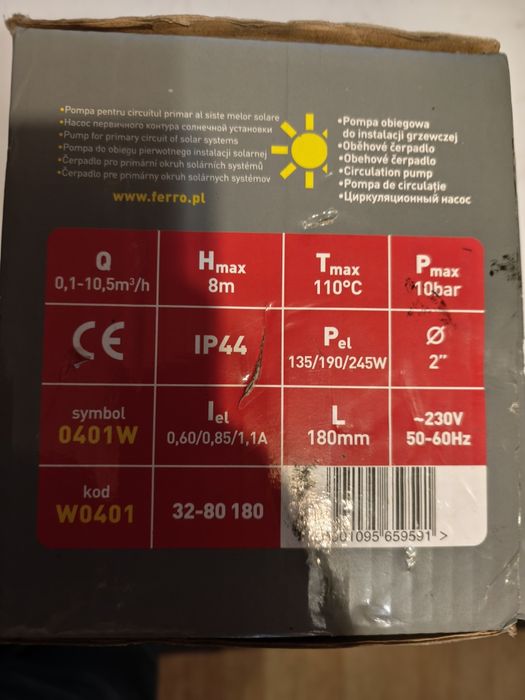 •Pompa pentru circuitul primar al siste melor solare
•Насос первичного контура солнечной установки
•Pump for primary circuit of solar systems
•Pompa do obiegu pierwotnego instalacji solarnej
•Čerpadlo pro primární okruh solárních systémů
•Čerpadlo pre primárny okruh solárnych systémov
www.ferro.pl
•Pompa obiegowa
do instalacji grzewczej
•Oběhové čerpadlo
•Obehové čerpadlo
•Circulation pump
•Pompa de circulație
•Циркуляционный насос
Q
0,1-10,5m³/h
Hmax
8m
Tmax
110°C
Pmax
10bar
CE
IP44
Pel
135/190/245W
Ø
2"
symbol
0401W
Iel
0,60/0,85/1,1A
L
180mm
~230V
50-60Hz
kod
W0401
32-80 180
001095 659591 >